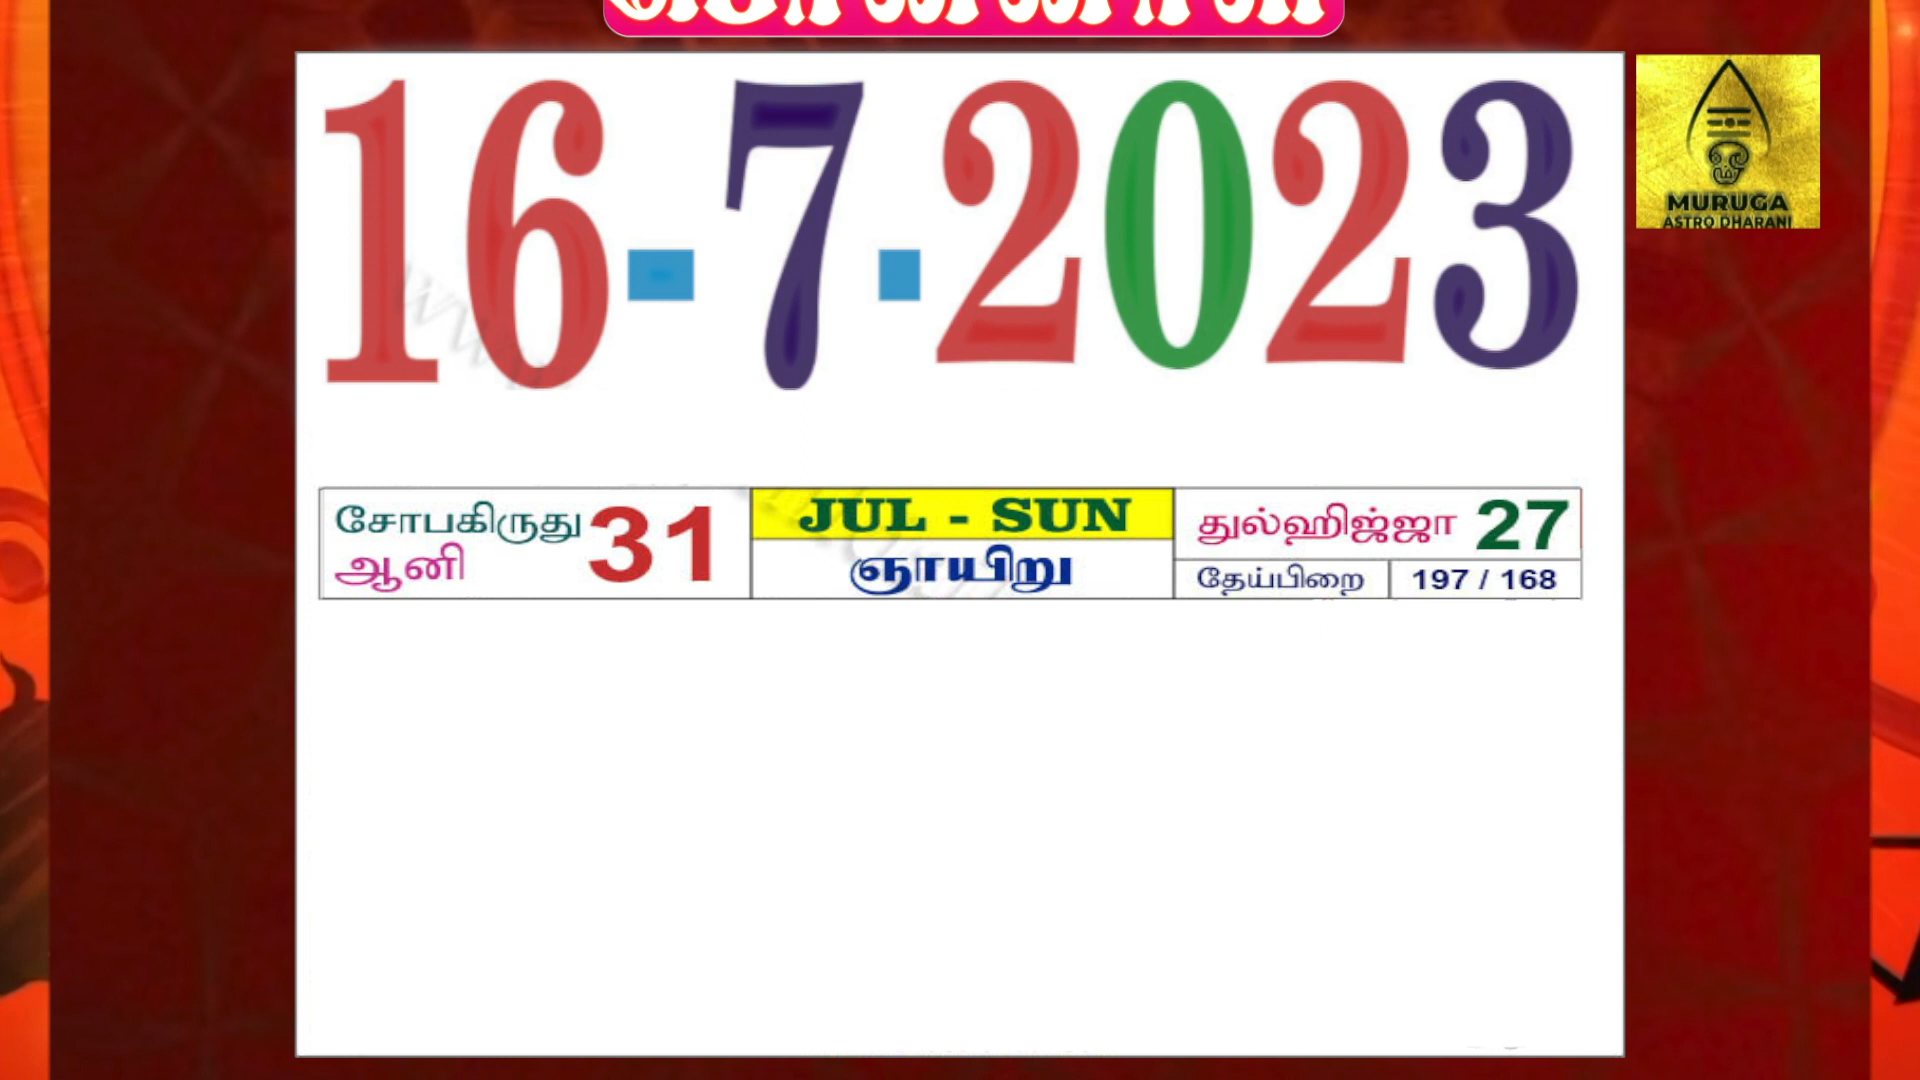 16-7-2023
MURUGA
ASTRO DHARANI
சோபகிருது 31
ஆனி
JUL - SUN
ஞாயிறு
துல்ஹிஜ்ஜா 27
தேய்பிறை 197 / 168